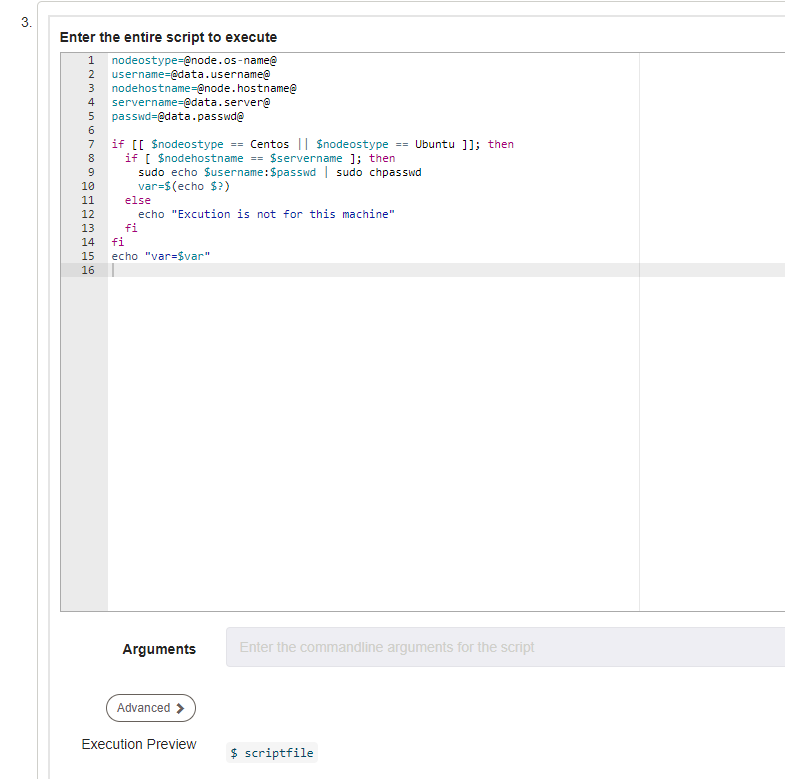 3.
Enter the entire script to execute
1 nodeostype=@node.os-name@
2 username=@data.username@
3 nodehostname=@node.hostname@
4 servername=@data.server@
5 passwd=@data.passwd@
6
7 if [[ $nodeostype == Centos || $nodeostype == Ubuntu ]]; then
8   if [ $nodehostname == $servername ]; then
9     sudo echo $username:$passwd | sudo chpasswd
10     var=$(echo $?)
11   else
12     echo "Excution is not for this machine"
13   fi
14 fi
15 echo "var=$var"
16
Arguments Enter the commandline arguments for the script
Advanced
Execution Preview $ scriptfile